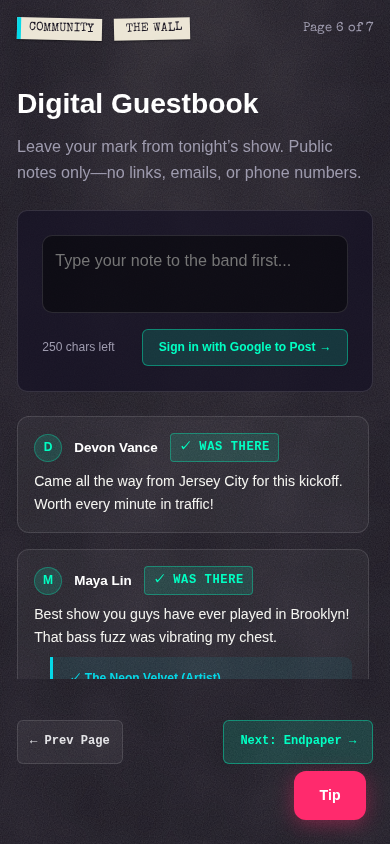 COMMUNITY THE WALL Page 6 of 7
Digital Guestbook
Leave your mark from tonight's show. Public
notes only—no links, emails, or phone numbers.
Type your note to the band first...
250 chars left Sign in with Google to Post →
D Devon Vance ✓ WAS THERE
Came all the way from Jersey City for this kickoff.
Worth every minute in traffic!
M Maya Lin ✓ WAS THERE
Best show you guys have ever played in Brooklyn!
That bass fuzz was vibrating my chest.
✓ The Neon Velvet (Artist)
← Prev Page Next: Endpaper →
Tip